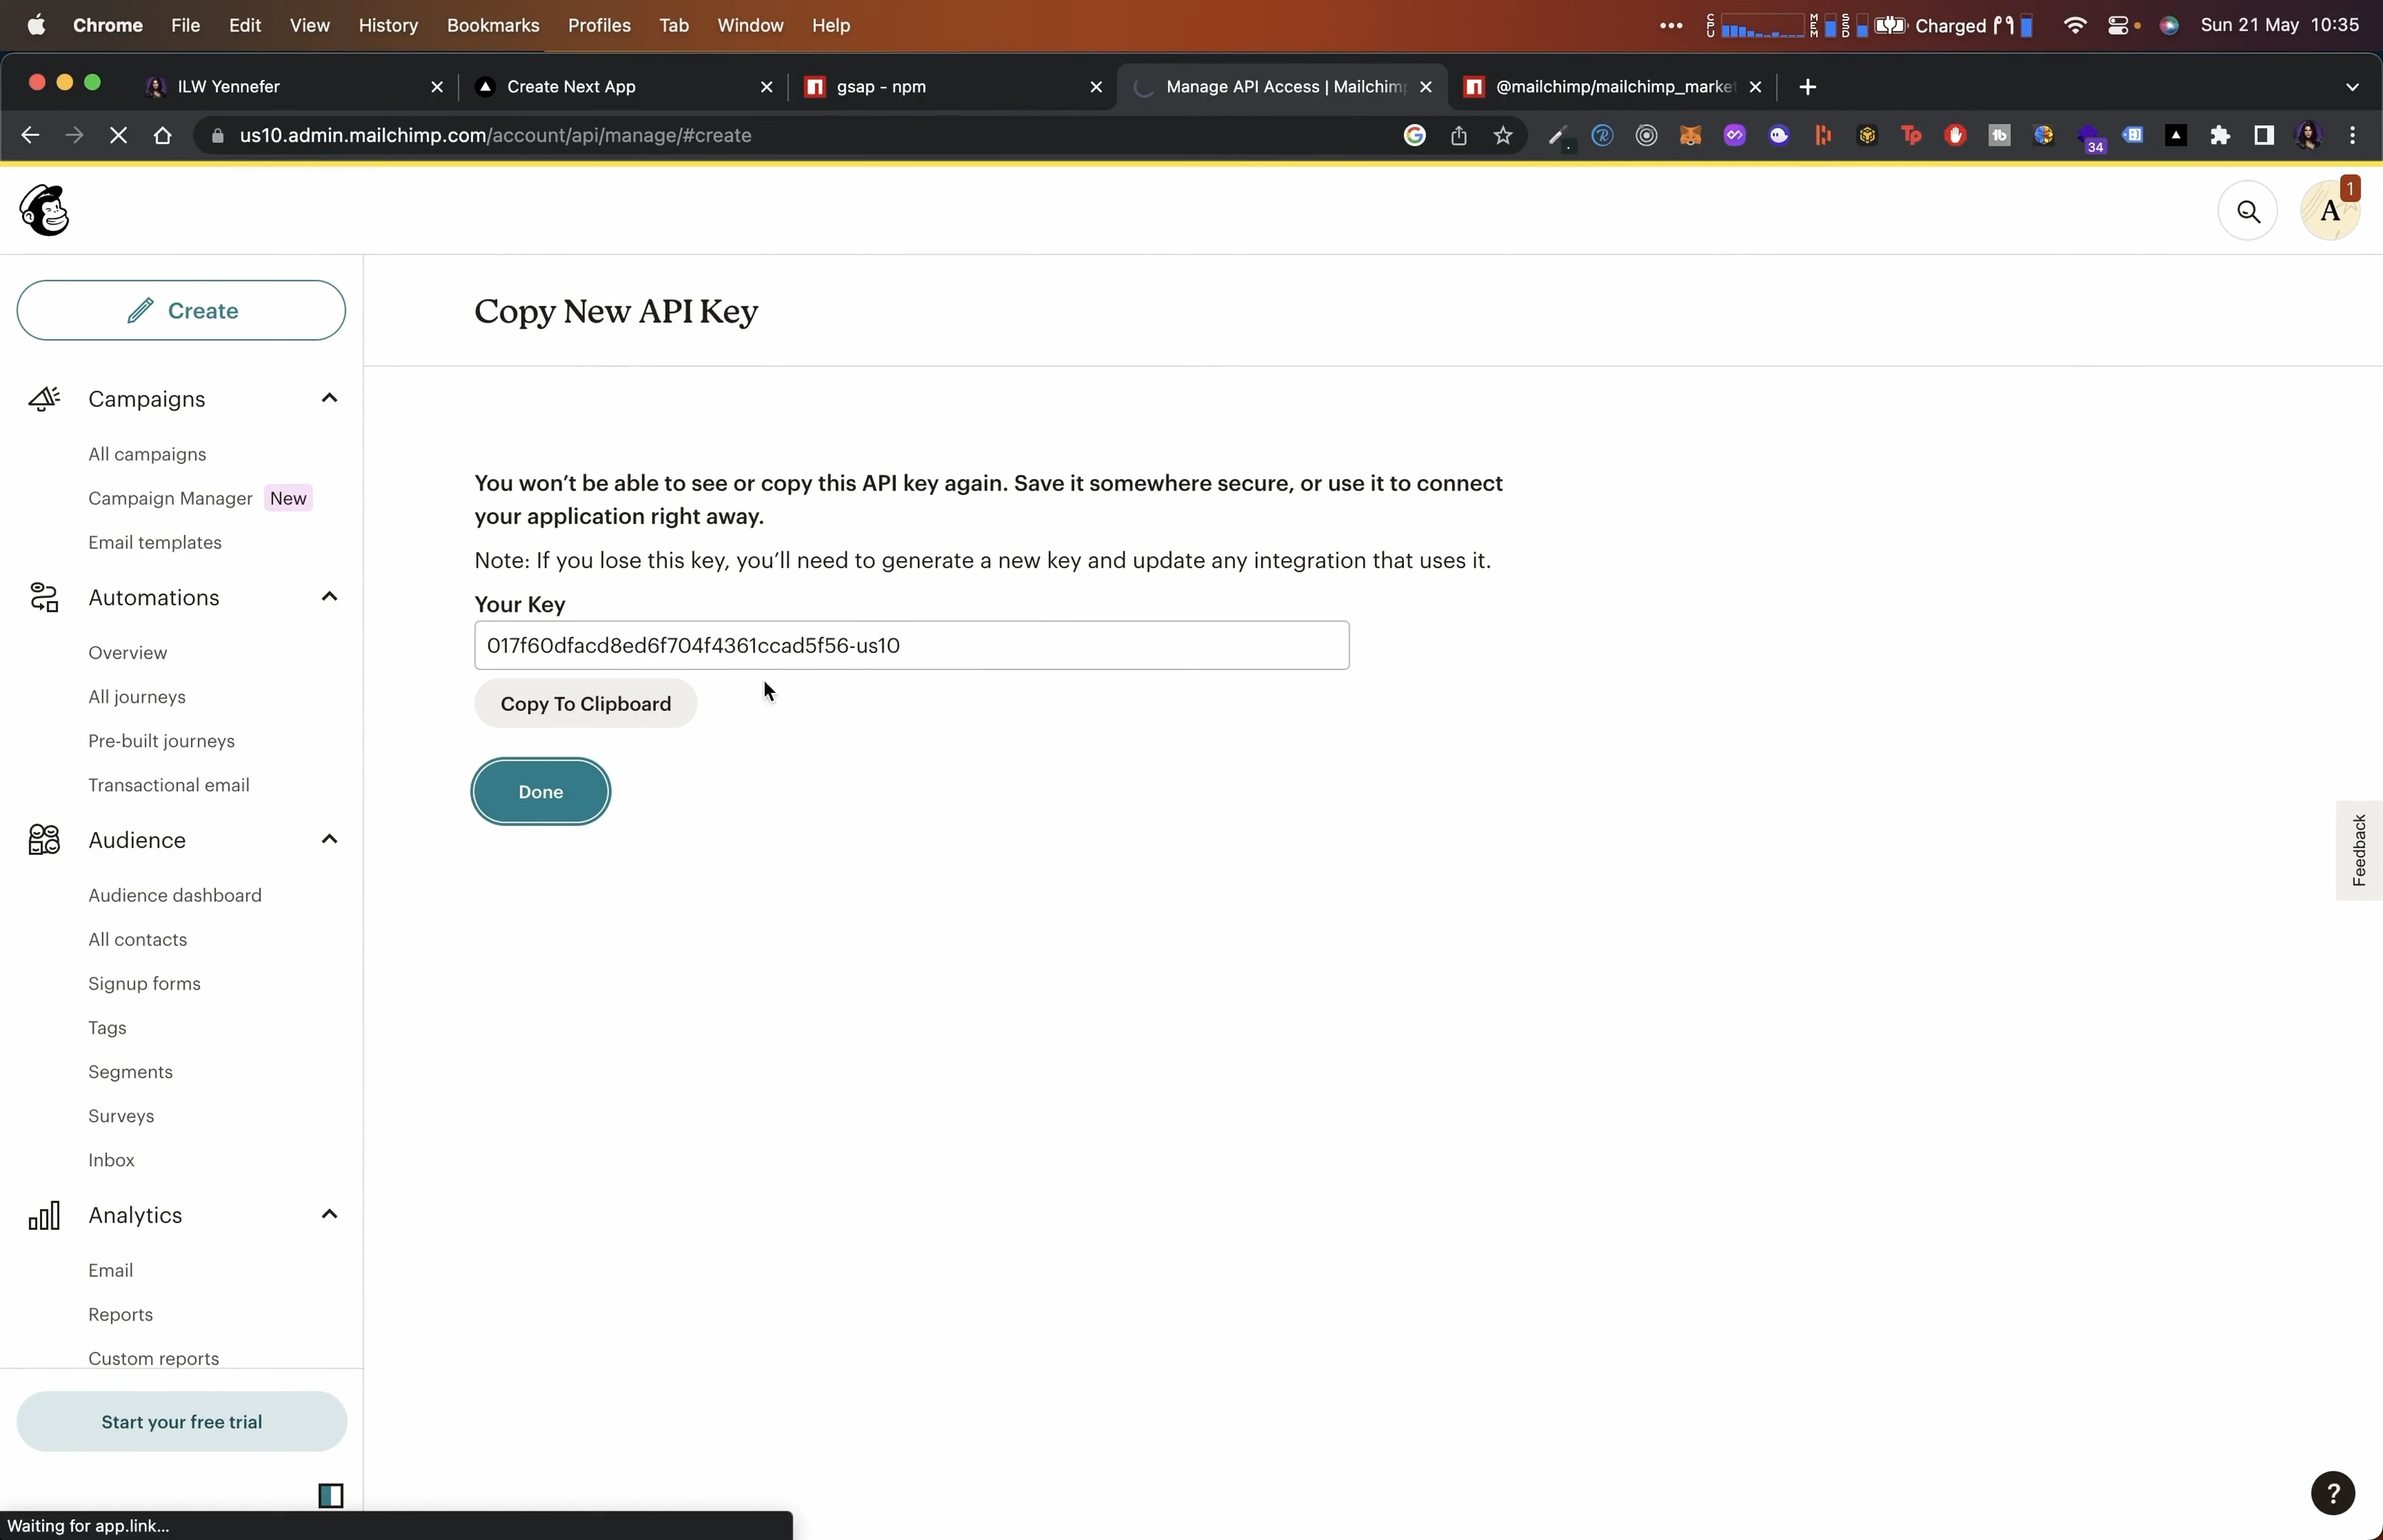 Chrome File Edit View History Bookmarks Profiles Tab Window Help
CPU MEM SSD Charged Sun 21 May 10:35
ILW Yennefer
Create Next App
gsap - npm
Manage API Access | Mailchimp
@mailchimp/mailchimp_marke
us10.admin.mailchimp.com/account/api/manage/#create
34
1
A
Create
Copy New API Key
Campaigns
All campaigns
Campaign Manager New
Email templates
Automations
Overview
All journeys
Pre-built journeys
Transactional email
Audience
Audience dashboard
All contacts
Signup forms
Tags
Segments
Surveys
Inbox
Analytics
Email
Reports
Custom reports
Start your free trial
You won't be able to see or copy this API key again. Save it somewhere secure, or use it to connect
your application right away.
Note: If you lose this key, you'll need to generate a new key and update any integration that uses it.
Your Key
017f60dfacd8ed6f704f4361ccad5f56-us10
Copy To Clipboard
Done
Feedback
?
Waiting for app.link...